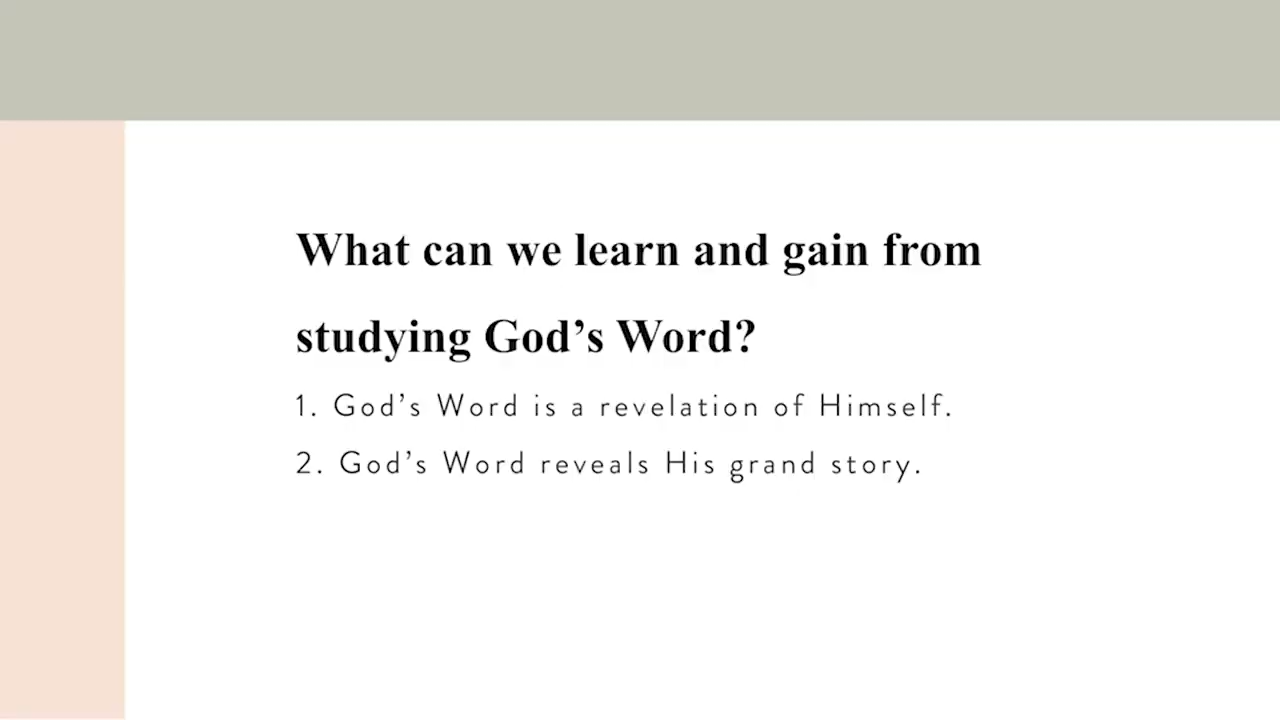 What can we learn and gain from
studying God’s Word?
1. God’s Word is a revelation of Himself.
2. God’s Word reveals His grand story.